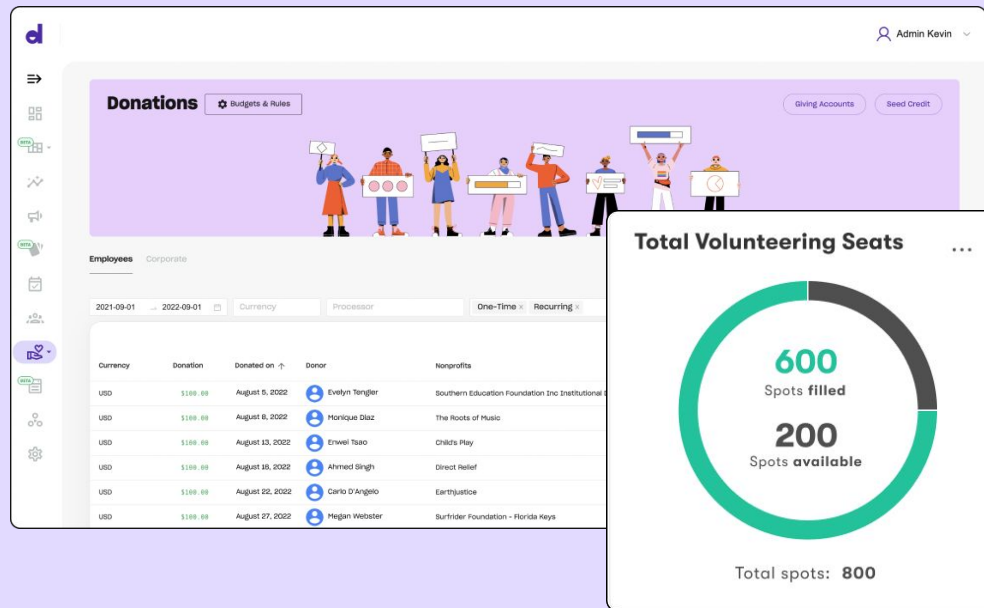 d
Admin Kevin
Donations
Budgets & Rules
Giving Accounts
Seed Credit
BETA
BETA
BETA
Employees
Corporate
2021-09-01
2022-09-01
Currency
Processor
One-Time ×
Recurring ×
Currency
Donation
Donated on ↑
Donor
Nonprofits
USD
$100.00
August 5, 2022
Evelyn Tengler
Southern Education Foundation Inc Institutional
USD
$100.00
August 8, 2022
Monique Diaz
The Roots of Music
USD
$100.00
August 13, 2022
Enwei Tsao
Child's Play
USD
$100.00
August 18, 2022
Ahmed Singh
Direct Relief
USD
$100.00
August 22, 2022
Carlo D'Angelo
Earthjustice
USD
$100.00
August 27, 2022
Megan Webster
Surfrider Foundation - Florida Keys
Total Volunteering Seats
...
600
Spots filled
200
Spots available
Total spots: 800